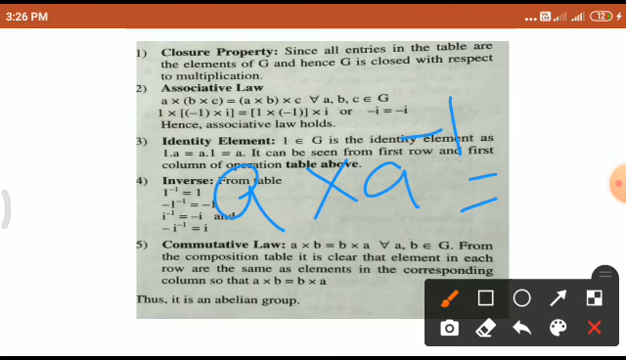 3:26 PM
12
1) Closure Property: Since all entries in the table are
the elements of G and hence G is closed with respect
to multiplication.
2) Associative Law
a × (b × c) = (a × b) × c ∀ a, b, c ∈ G
1 × [(−1) × i] = [1 × (−1)] × i or −i = −i
Hence, associative law holds.
3) Identity Element: 1 ∈ G is the identity element as
1.a = a.1 = a. It can be seen from first row and first
column of operation table above.
4) Inverse: From table
1⁻¹ = 1
−1⁻¹ = −1
i⁻¹ = −i and
−i⁻¹ = i
a × a⁻¹ =
5) Commutative Law: a × b = b × a ∀ a, b ∈ G. From
the composition table it is clear that element in each
row are the same as elements in the corresponding
column so that a × b = b × a
Thus, it is an abelian group.